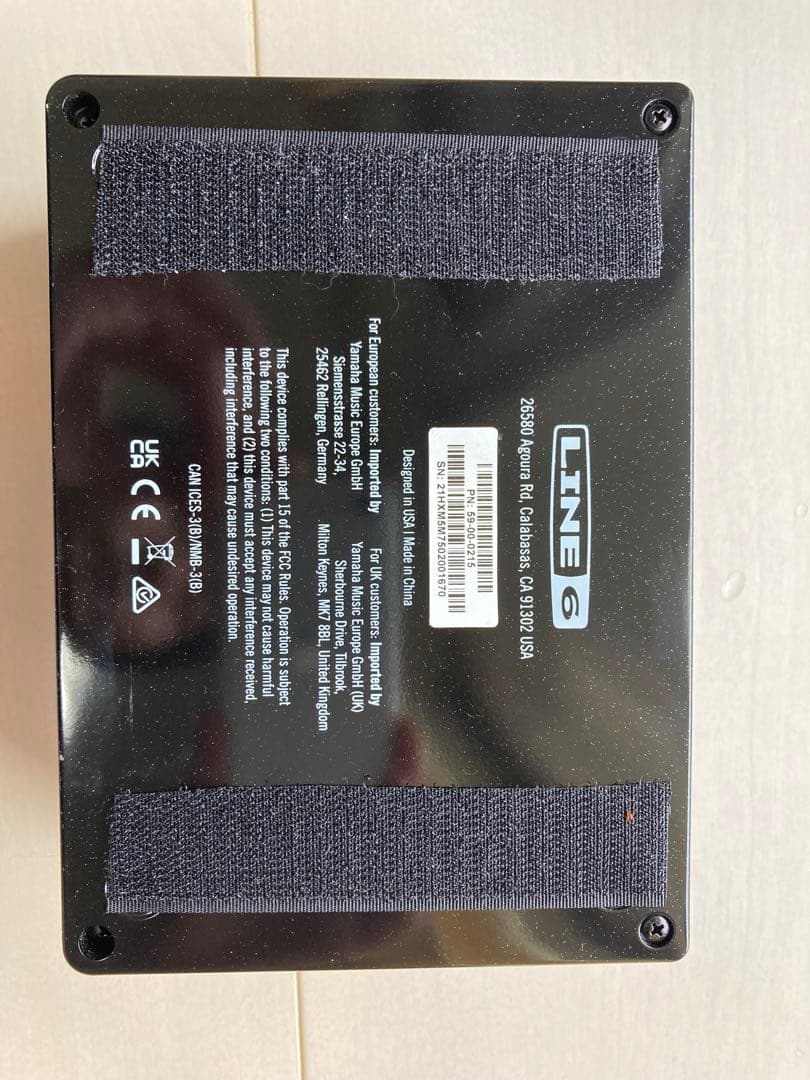 LINE 6
26580 Agoura Rd, Calabasas, CA 91302 USA
PN: 59-00-0215
SN: 21HXM5M7502001670
Designed in USA | Made in China
For European customers: Imported by
Yamaha Music Europe GmbH
Siemensstrasse 22-34,
25462 Rellingen, Germany
For UK customers: Imported by
Yamaha Music Europe GmbH (UK)
Sherbourne Drive, Tilbrook,
Milton Keynes, MK7 8BL, United Kingdom
This device complies with part 15 of the FCC Rules. Operation is subject
to the following two conditions: (1) This device may not cause harmful
interference, and (2) this device must accept any interference received,
including interference that may cause undesired operation.
CAN ICES-3(B)/NMB-3(B)
UK
CA CE